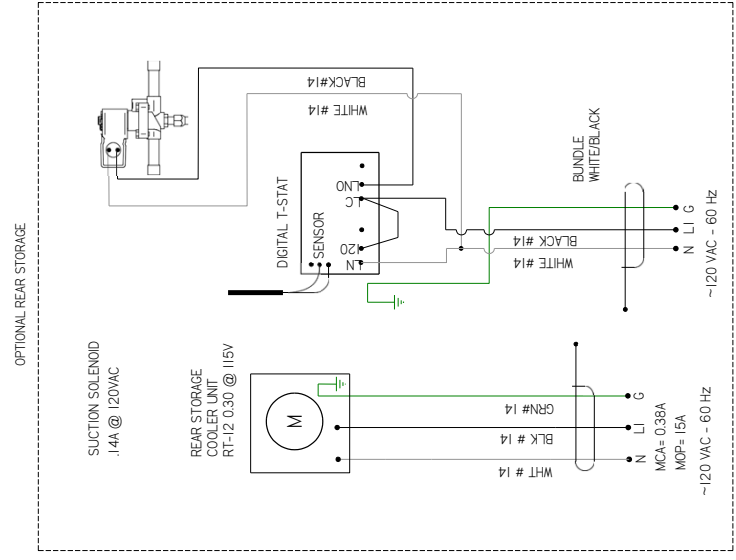 OPTIONAL REAR STORAGE
SUCTION SOLENOID
.14A @ 120VAC
REAR STORAGE
COOLER UNIT
RT-12 0.30 @ 115V
M
WHT # 14
BLK # 14
GRN# 14
N
L1
G
MCA= 0.38A
MOP= 15A
~120 VAC - 60 Hz
BLACK#14
WHITE #14
DIGITAL T-STAT
SENSOR
LN
120
LC
LNO
WHITE #14
BLACK #14
BUNDLE
WHITE/BLACK
N
L1
G
~120 VAC - 60 Hz